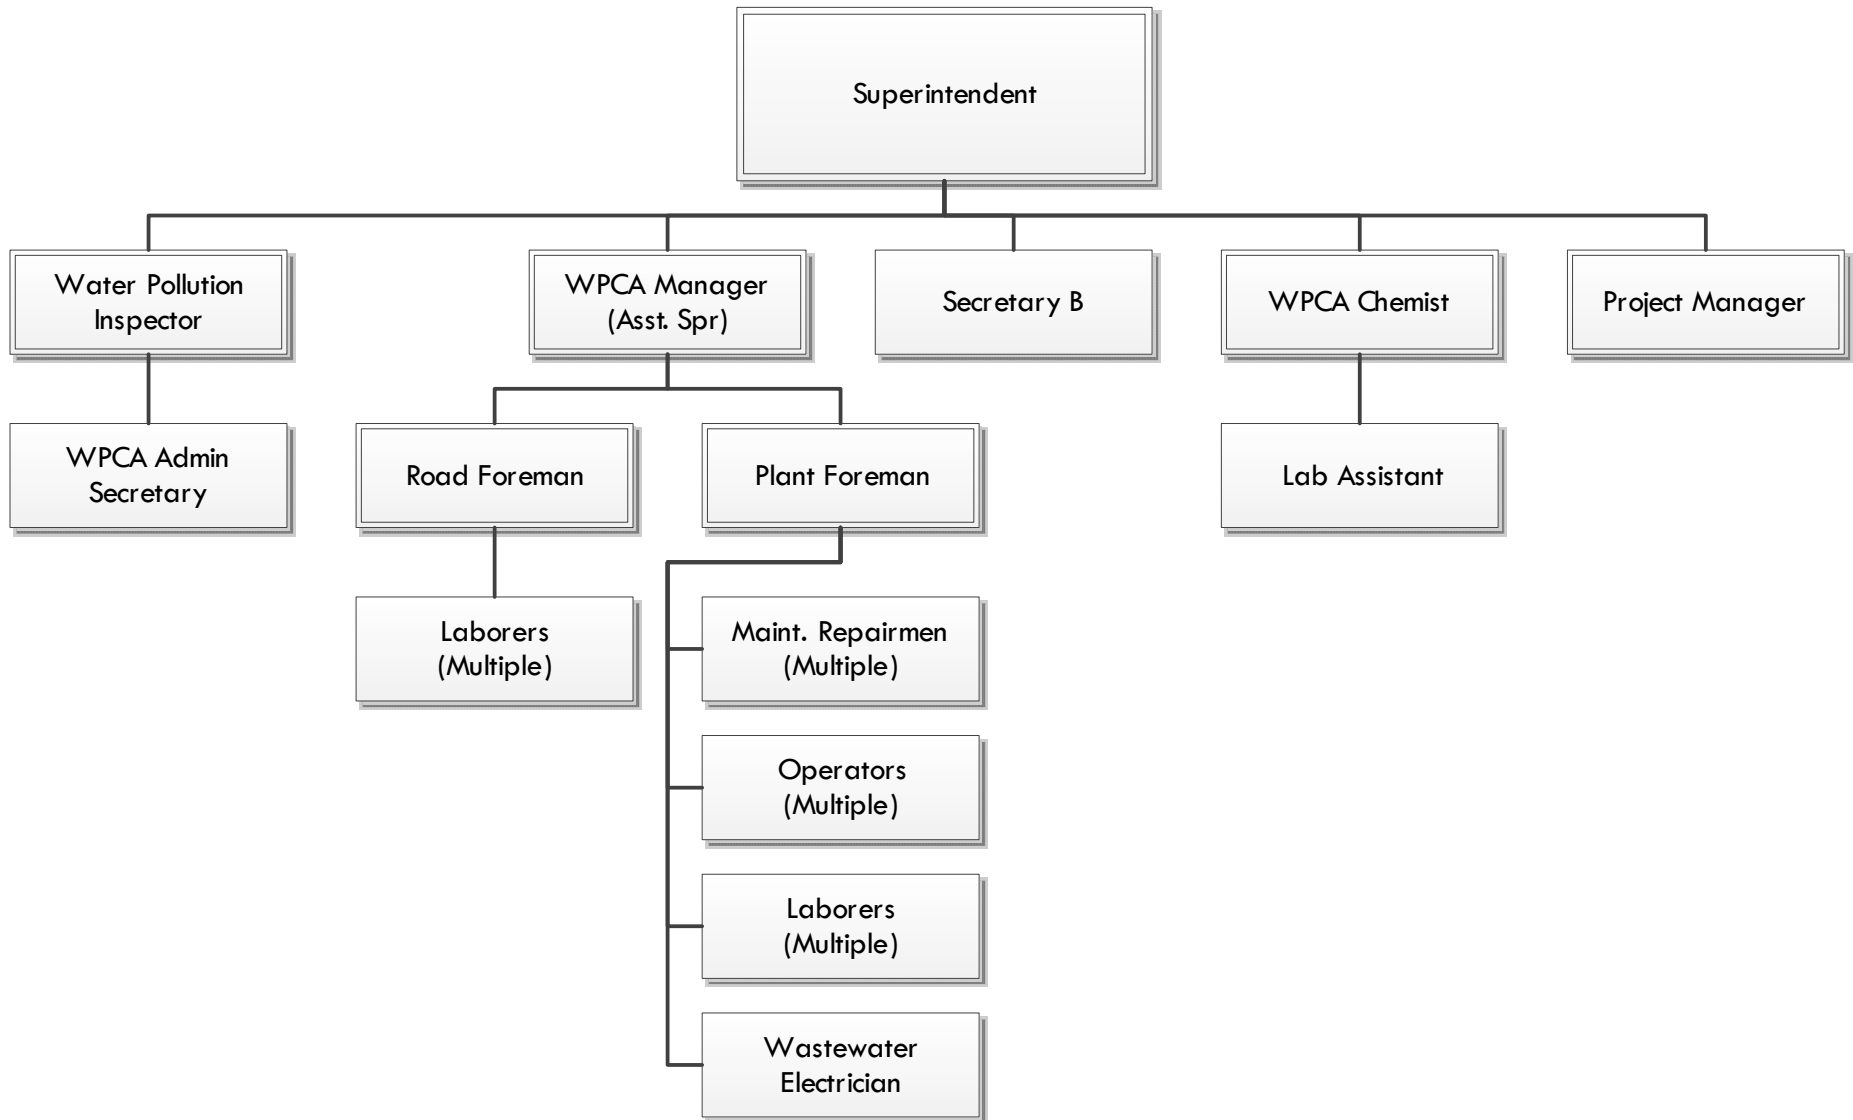 Superintendent
Water Pollution
Inspector
WPCA Manager
(Asst. Spr)
Secretary B
WPCA Chemist
Project Manager
WPCA Admin
Secretary
Road Foreman
Plant Foreman
Lab Assistant
Laborers
(Multiple)
Maint. Repairmen
(Multiple)
Operators
(Multiple)
Laborers
(Multiple)
Wastewater
Electrician